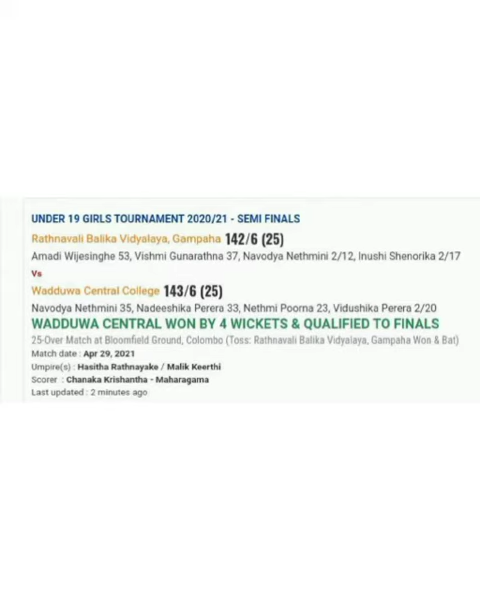 UNDER 19 GIRLS TOURNAMENT 2020/21 - SEMI FINALS
Rathnavali Balika Vidyalaya, Gampaha 142/6 (25)
Amadi Wijesinghe 53, Vishmi Gunarathna 37, Navodya Nethmini 2/12, Inushi Shenorika 2/17
Vs
Wadduwa Central College 143/6 (25)
Navodya Nethmini 35, Nadeeshika Perera 33, Nethmi Poorna 23, Vidushika Perera 2/20
WADDUWA CENTRAL WON BY 4 WICKETS & QUALIFIED TO FINALS
25-Over Match at Bloomfield Ground, Colombo (Toss: Rathnavali Balika Vidyalaya, Gampaha Won & Bat)
Match date : Apr 29, 2021
Umpire(s) : Hasitha Rathnayake / Malik Keerthi
Scorer : Chanaka Krishantha - Maharagama
Last updated : 2 minutes ago